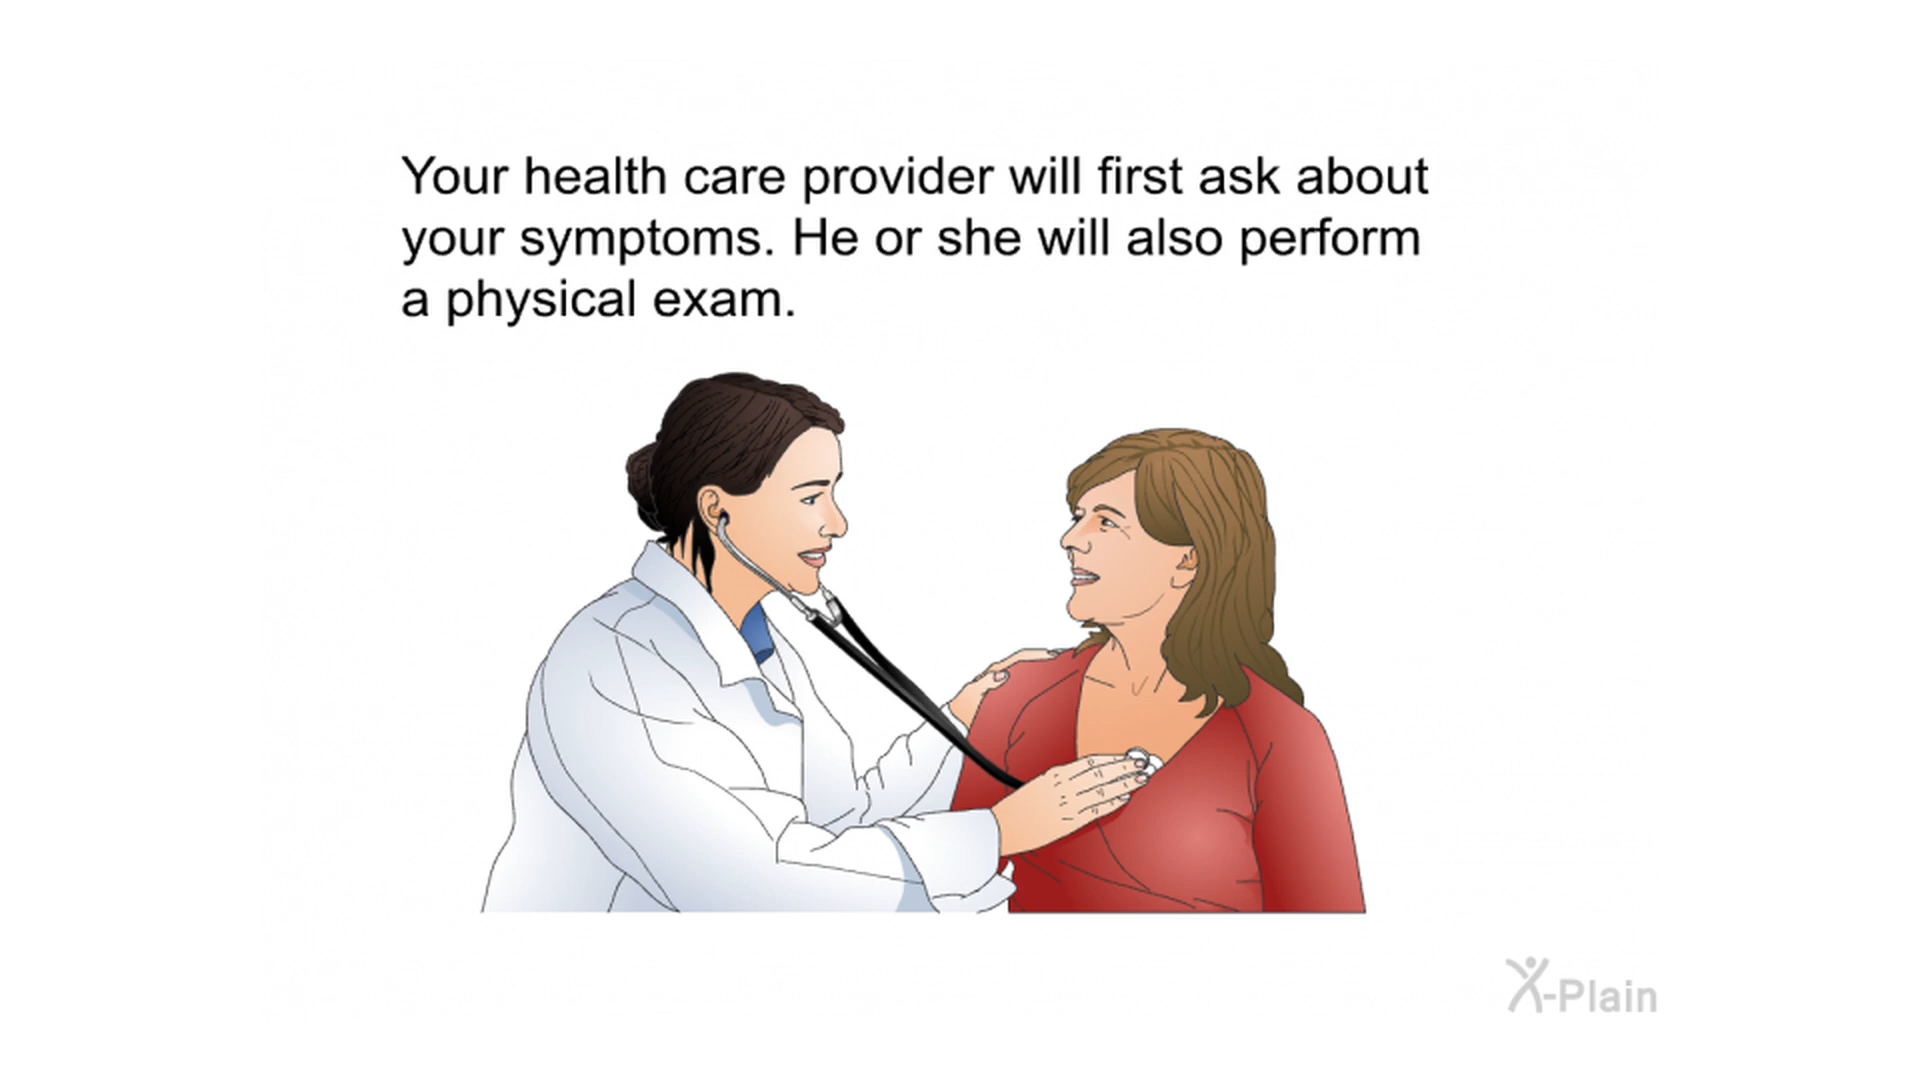 Your health care provider will first ask about
your symptoms. He or she will also perform
a physical exam.
X-Plain